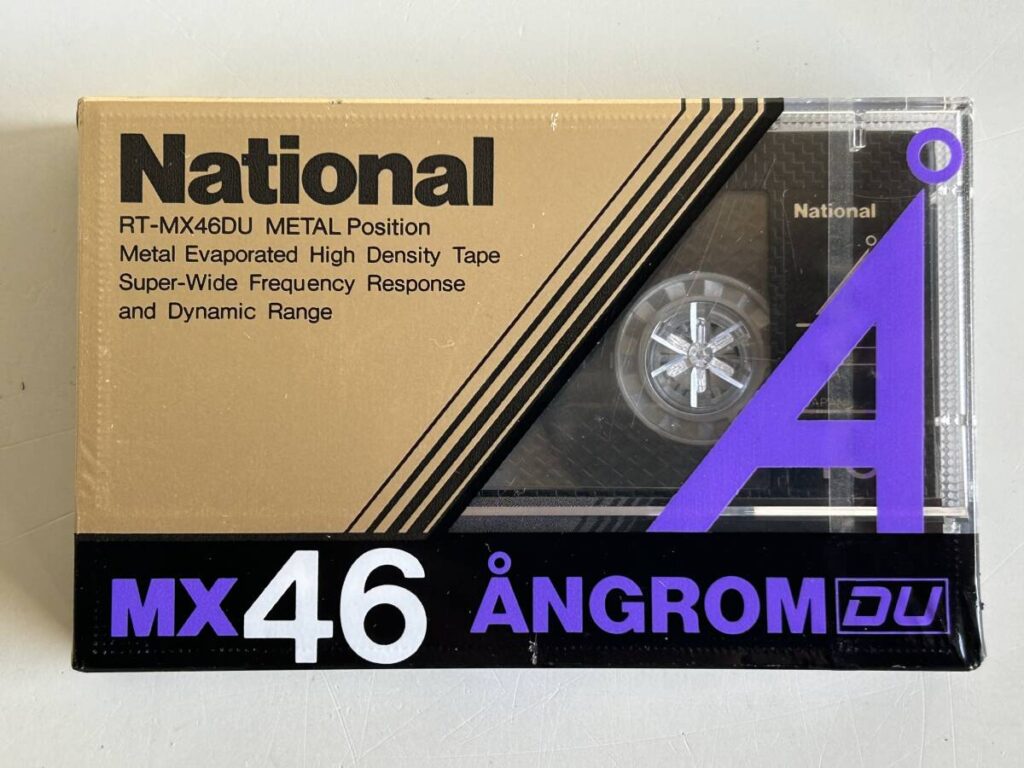 National
RT-MX46DU METAL Position
Metal Evaporated High Density Tape
Super-Wide Frequency Response
and Dynamic Range
National
Å
MX46 ÅNGROM DU